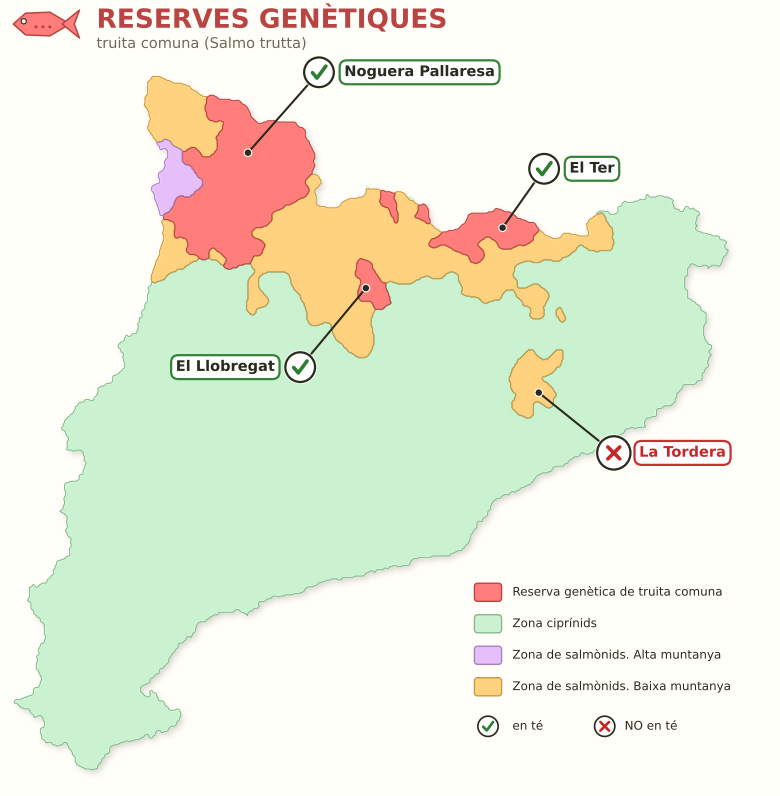 RESERVES GENÈTIQUES
truita comuna (Salmo trutta)
Noguera Pallaresa
El Ter
El Llobregat
La Tordera
Reserva genètica de truita comuna
Zona ciprínids
Zona de salmònids. Alta muntanya
Zona de salmònids. Baixa muntanya
en té
NO en té